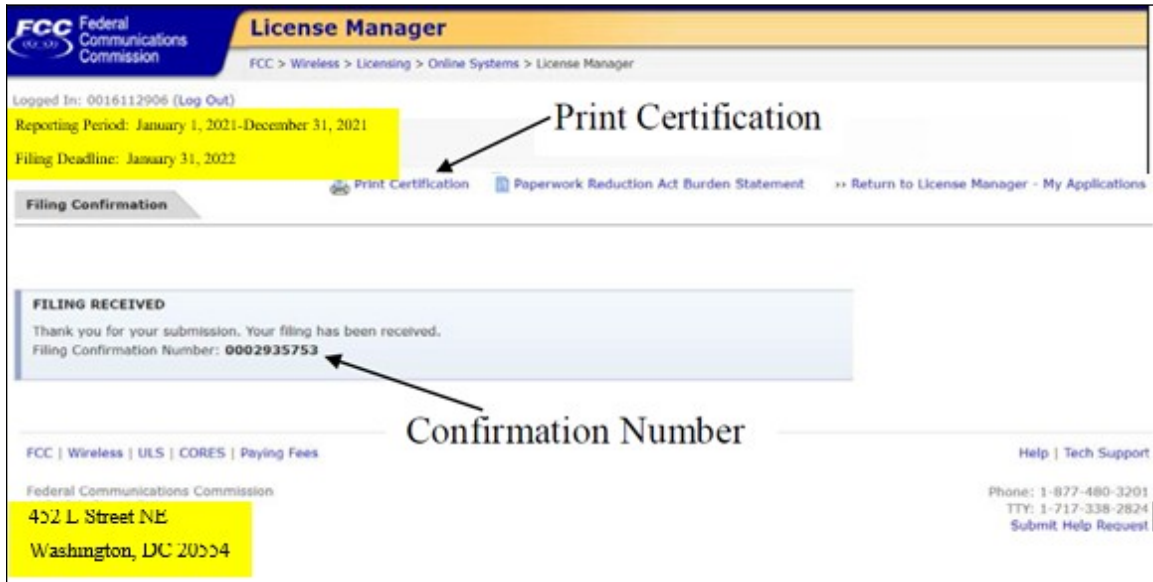 FCC Federal Communications Commission
License Manager
FCC > Wireless > Licensing > Online Systems > License Manager
Logged In: 0016112906 (Log Out)
Reporting Period: January 1, 2021-December 31, 2021
Filing Deadline: January 31, 2022
Print Certification
Print Certification
Paperwork Reduction Act Burden Statement
›› Return to License Manager - My Applications
Filing Confirmation
FILING RECEIVED
Thank you for your submission. Your filing has been received.
Filing Confirmation Number: 0002935753
Confirmation Number
FCC | Wireless | ULS | CORES | Paying Fees
Help | Tech Support
Federal Communications Commission
Phone: 1-877-480-3201
452 L Street NE
TTY: 1-717-338-2824
Submit Help Request
Washington, DC 20554